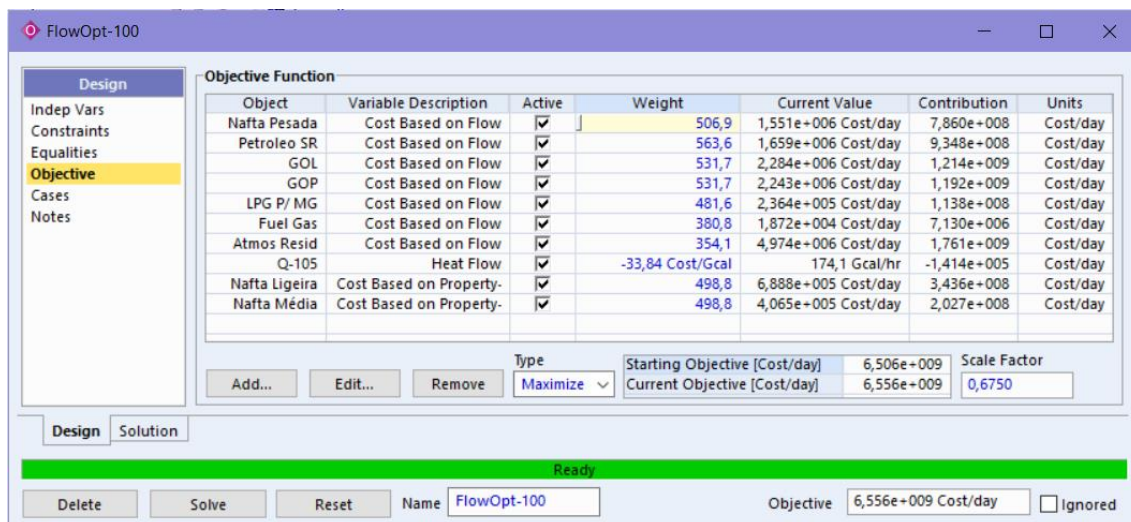 FlowOpt-100
Design
Indep Vars
Constraints
Equalities
Objective
Cases
Notes
Objective Function
Object Variable Description Active Weight Current Value Contribution Units
Nafta Pesada Cost Based on Flow 506,9 1,551e+006 Cost/day 7,860e+008 Cost/day
Petroleo SR Cost Based on Flow 563,6 1,659e+006 Cost/day 9,348e+008 Cost/day
GOL Cost Based on Flow 531,7 2,284e+006 Cost/day 1,214e+009 Cost/day
GOP Cost Based on Flow 531,7 2,243e+006 Cost/day 1,192e+009 Cost/day
LPG P/ MG Cost Based on Flow 481,6 2,364e+005 Cost/day 1,138e+008 Cost/day
Fuel Gas Cost Based on Flow 380,8 1,872e+004 Cost/day 7,130e+006 Cost/day
Atmos Resid Cost Based on Flow 354,1 4,974e+006 Cost/day 1,761e+009 Cost/day
Q-105 Heat Flow -33,84 Cost/Gcal 174,1 Gcal/hr -1,414e+005 Cost/day
Nafta Ligeira Cost Based on Property- 498,8 6,888e+005 Cost/day 3,436e+008 Cost/day
Nafta Média Cost Based on Property- 498,8 4,065e+005 Cost/day 2,027e+008 Cost/day
Type
Starting Objective [Cost/day] 6,506e+009 Scale Factor
Add... Edit... Remove Maximize Current Objective [Cost/day] 6,556e+009 0,6750
Design Solution
Ready
Delete Solve Reset Name FlowOpt-100 Objective 6,556e+009 Cost/day Ignored